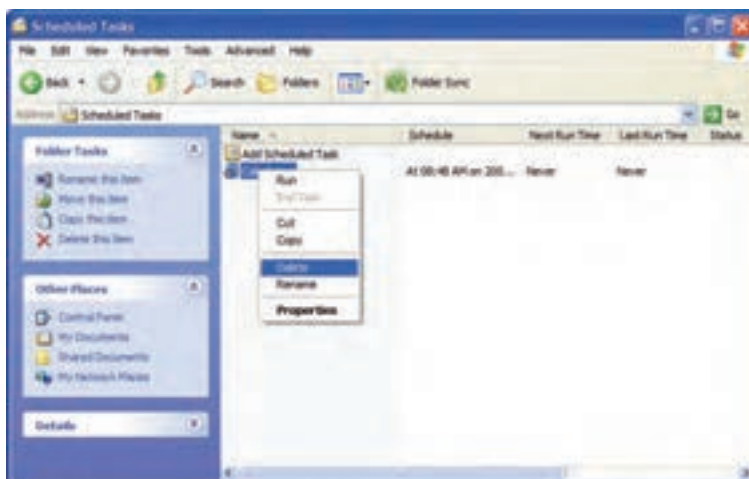 Scheduled Tasks
File Edit View Favorites Tools Advanced Help
Back Search Folders Folder Sync
Address Scheduled Tasks Go
Name Schedule Next Run Time Last Run Time Status
Add Scheduled Task
At 08:48 AM on 200... Never Never
Run
End Task
Cut
Copy
Delete
Rename
Properties
Folder Tasks
Rename this item
Move this item
Copy this item
Delete this item
Other Places
Control Panel
My Documents
Shared Documents
My Network Places
Details